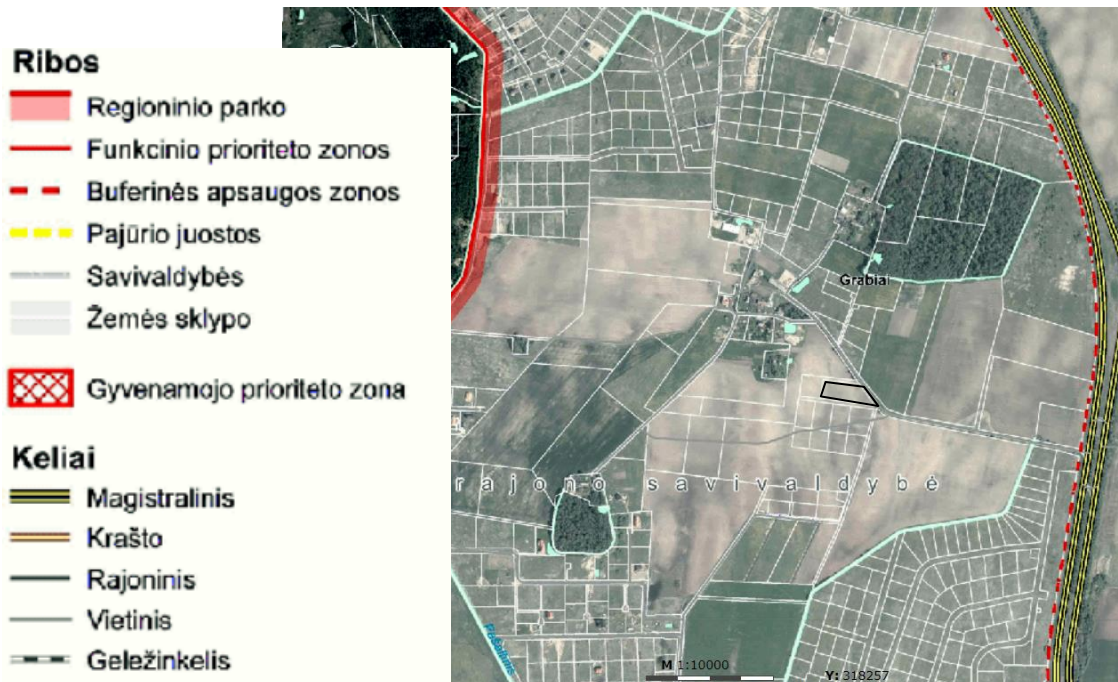 Ribos
Regioninio parko
Funkcinio prioriteto zonos
Buferinės apsaugos zonos
Pajūrio juostos
Savivaldybės
Žemės sklypo
Gyvenamojo prioriteto zona
Keliai
Magistralinis
Krašto
Rajoninis
Vietinis
Geležinkelis
Grabiai
rajono savivaldybė
M 1:10000
Y: 318257